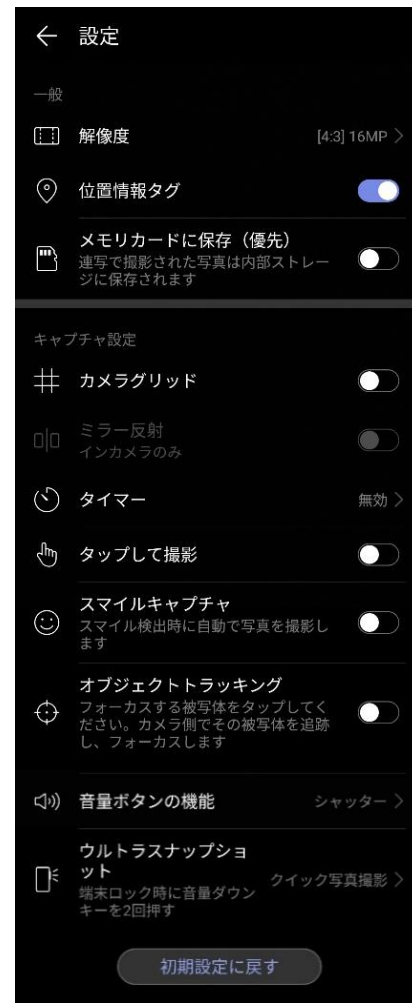 設定
一般
解像度 [4:3] 16MP
位置情報タグ
メモリカードに保存（優先）
連写で撮影された写真は内部ストレー
ジに保存されます
キャプチャ設定
カメラグリッド
ミラー反射
インカメラのみ
タイマー 無効
タップして撮影
スマイルキャプチャ
スマイル検出時に自動で写真を撮影し
ます
オブジェクトトラッキング
フォーカスする被写体をタップしてく
ださい。カメラ側でその被写体を追跡
し、フォーカスします
音量ボタンの機能 シャッター
ウルトラスナップショ
ット
端末ロック時に音量ダウン
キーを2回押す
クイック写真撮影
初期設定に戻す